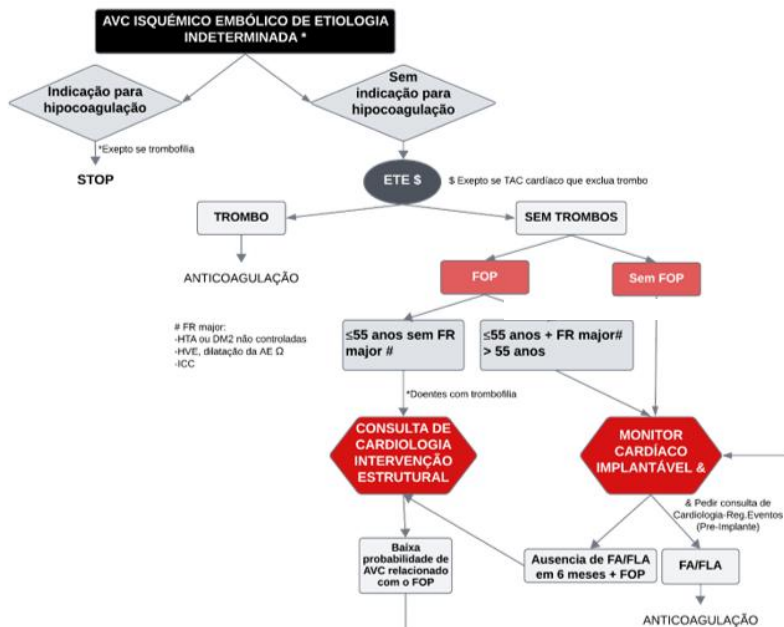 AVC ISQUÉMICO EMBÓLICO DE ETIOLOGIA
INDETERMINADA *
Indicação para
hipocoagulação
Sem
indicação para
hipocoagulação
*Exepto se trombofilia
STOP
ETE $
$ Exepto se TAC cardíaco que exclua trombo
TROMBO
SEM TROMBOS
ANTICOAGULAÇÃO
FOP
Sem FOP
# FR major:
-HTA ou DM2 não controladas
-HVE, dilatação da AE Ω
-ICC
≤55 anos sem FR
major #
≤55 anos + FR major#
> 55 anos
*Doentes com trombofilia
CONSULTA DE
CARDIOLOGIA
INTERVENÇÃO
ESTRUTURAL
MONITOR
CARDÍACO
IMPLANTÁVEL &
& Pedir consulta de
Cardiologia-Reg.Eventos
(Pre-Implante)
Baixa
probabilidade de
AVC relacionado
com o FOP
Ausencia de FA/FLA
em 6 meses + FOP
FA/FLA
ANTICOAGULAÇÃO